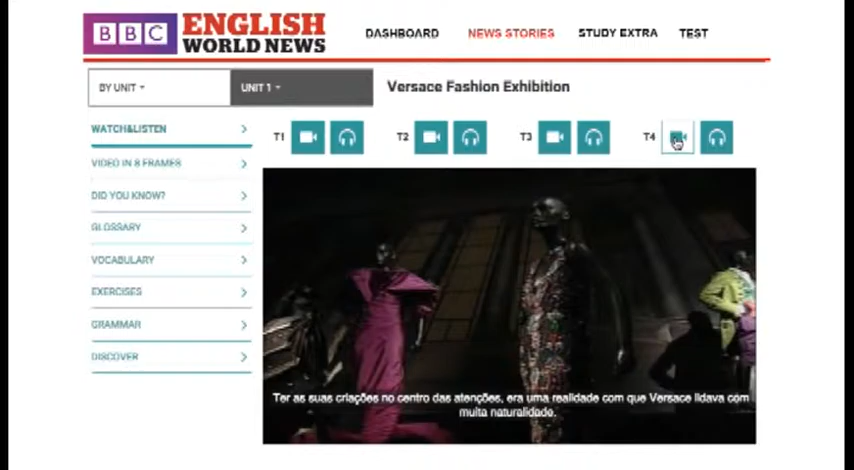 BBC
ENGLISH
WORLD NEWS
DASHBOARD
NEWS STORIES
STUDY EXTRA
TEST
BY UNIT
UNIT 1
Versace Fashion Exhibition
WATCH&LISTEN
VIDEO IN 8 FRAMES
DID YOU KNOW?
GLOSSARY
VOCABULARY
EXERCISES
GRAMMAR
DISCOVER
T1
T2
T3
T4
Ter as suas criações no centro das atenções, era uma realidade com que Versace lidava com
muita naturalidade.